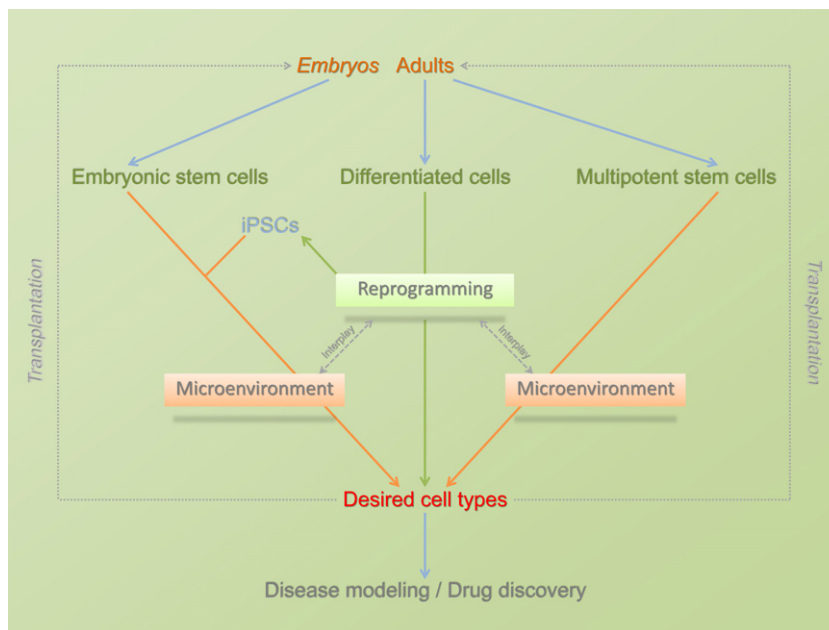 Embryos Adults
Embryonic stem cells
Differentiated cells
Multipotent stem cells
iPSCs
Transplantation
Reprogramming
Transplantation
Interplay
Interplay
Microenvironment
Microenvironment
Desired cell types
Disease modeling / Drug discovery